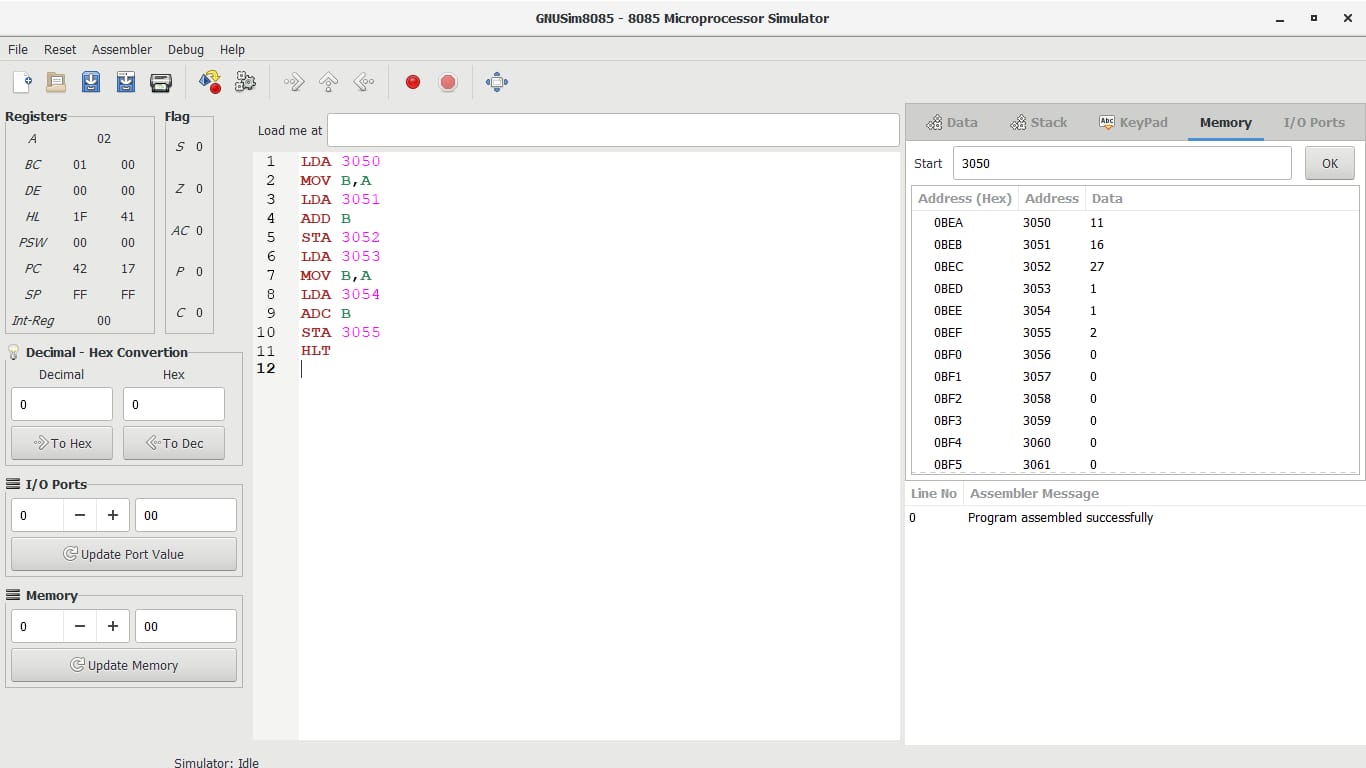 GNUSim8085 - 8085 Microprocessor Simulator
File Reset Assembler Debug Help
Registers
A 02
BC 01 00
DE 00 00
HL 1F 41
PSW 00 00
PC 42 17
SP FF FF
Int-Reg 00
Flag
S 0
Z 0
AC 0
P 0
C 0
Decimal - Hex Convertion
Decimal Hex
0 0
To Hex To Dec
I/O Ports
0 − + 00
Update Port Value
Memory
0 − + 00
Update Memory
Load me at
1 LDA 3050
2 MOV B,A
3 LDA 3051
4 ADD B
5 STA 3052
6 LDA 3053
7 MOV B,A
8 LDA 3054
9 ADC B
10 STA 3055
11 HLT
12
Data Stack Abc KeyPad Memory I/O Ports
Start 3050 OK
Address (Hex) Address Data
0BEA 3050 11
0BEB 3051 16
0BEC 3052 27
0BED 3053 1
0BEE 3054 1
0BEF 3055 2
0BF0 3056 0
0BF1 3057 0
0BF2 3058 0
0BF3 3059 0
0BF4 3060 0
0BF5 3061 0
Line No Assembler Message
0 Program assembled successfully
Simulator: Idle